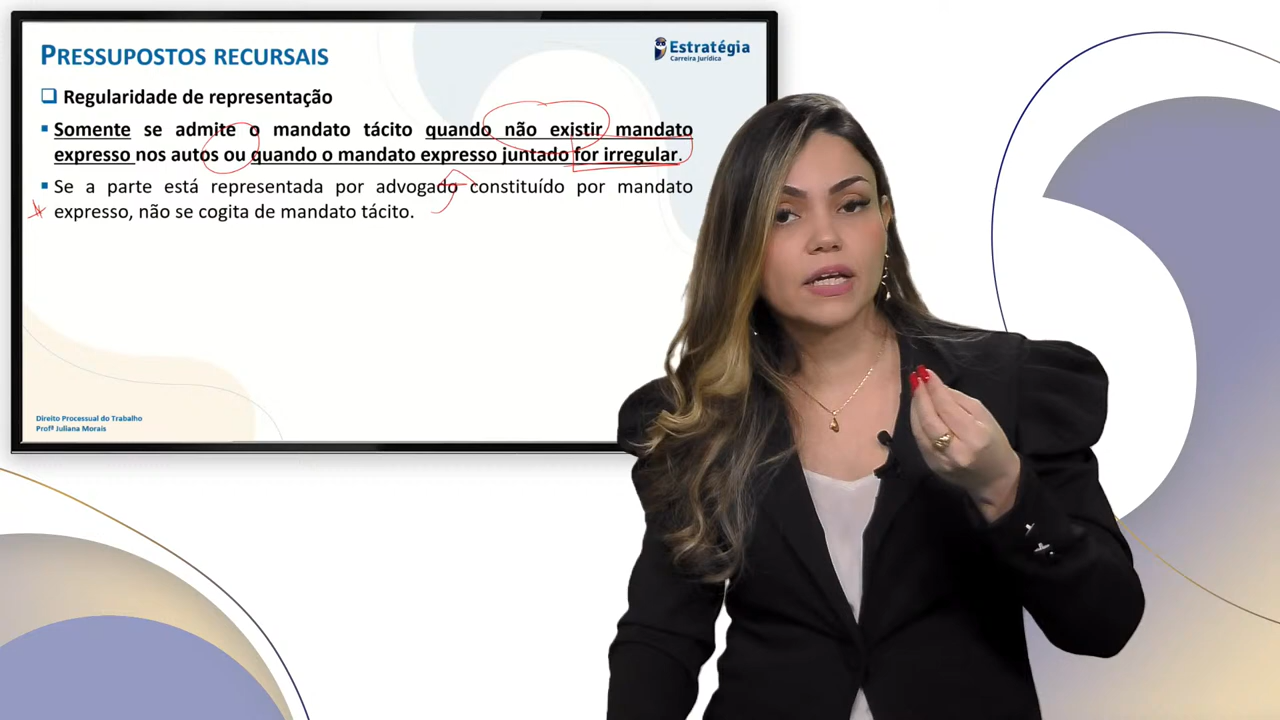 PRESSUPOSTOS RECURSAIS
Estratégia
Carreira Jurídica
Regularidade de representação
Somente se admite o mandato tácito quando não existir mandato
expresso nos autos ou quando o mandato expresso juntado for irregular.
Se a parte está representada por advogado constituído por mandato
expresso, não se cogita de mandato tácito.
Direito Processual do Trabalho
Profª Juliana Morais